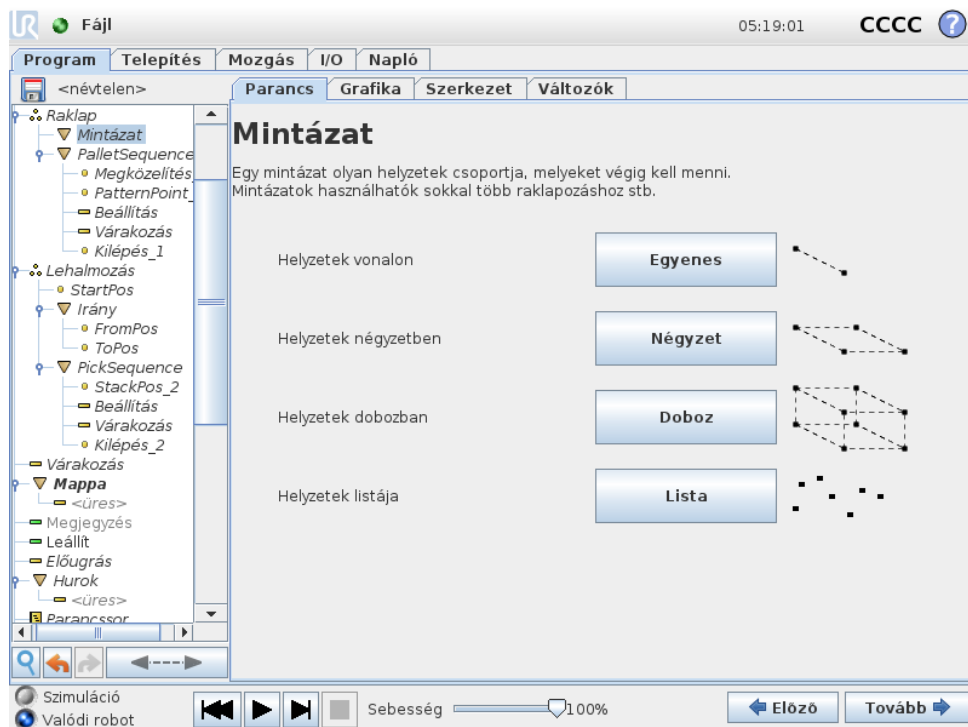 UR Fájl 05:19:01 CCCC ?
Program Telepítés Mozgás I/O Napló
<névtelen>
Parancs Grafika Szerkezet Változók
Raklap
Mintázat
PalletSequence
Megközelítés_
PatternPoint_
Beállítás
Várakozás
Kilépés_1
Lehalmozás
StartPos
Irány
FromPos
ToPos
PickSequence
StackPos_2
Beállítás
Várakozás
Kilépés_2
Várakozás
Mappa
<üres>
Megjegyzés
Leállít
Előugrás
Hurok
<üres>
Parancssor
Mintázat
Egy mintázat olyan helyzetek csoportja, melyeket végig kell menni.
Mintázatok használhatók sokkal több raklapozáshoz stb.
Helyzetek vonalon Egyenes
Helyzetek négyzetben Négyzet
Helyzetek dobozban Doboz
Helyzetek listája Lista
Szimuláció
Valódi robot
Sebesség 100%
Elözö Tovább